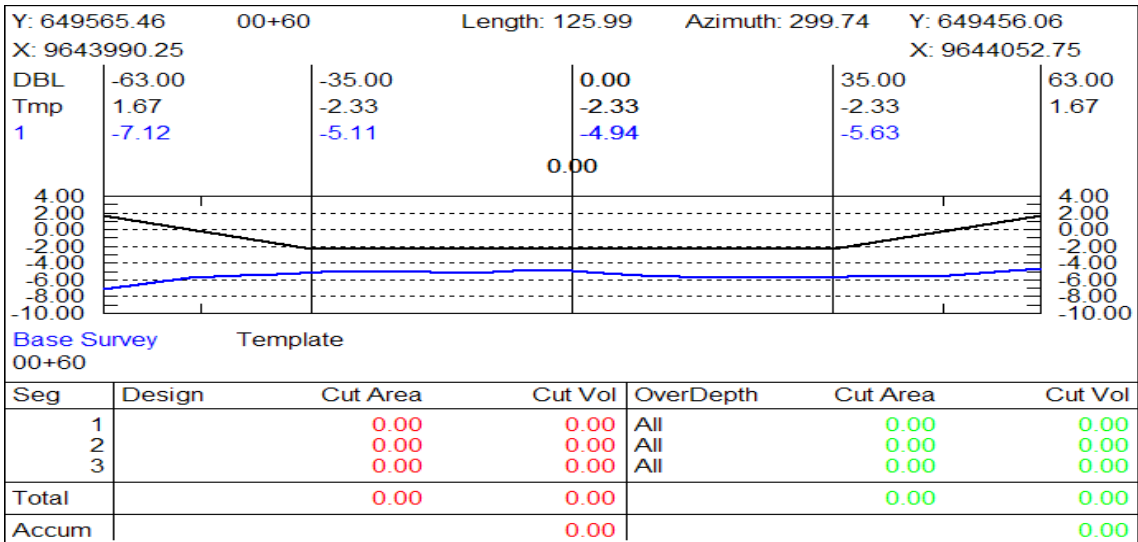 Y: 649565.46 00+60 Length: 125.99 Azimuth: 299.74 Y: 649456.06
X: 9643990.25 X: 9644052.75
DBL -63.00 -35.00 0.00 35.00 63.00
Tmp 1.67 -2.33 -2.33 -2.33 1.67
1 -7.12 -5.11 -4.94 -5.63
0.00
4.00 4.00
2.00 2.00
0.00 0.00
-2.00 -2.00
-4.00 -4.00
-6.00 -6.00
-8.00 -8.00
-10.00 -10.00
Base Survey Template
00+60
Seg Design Cut Area Cut Vol OverDepth Cut Area Cut Vol
1 0.00 0.00 All 0.00 0.00
2 0.00 0.00 All 0.00 0.00
3 0.00 0.00 All 0.00 0.00
Total 0.00 0.00 0.00 0.00
Accum 0.00 0.00